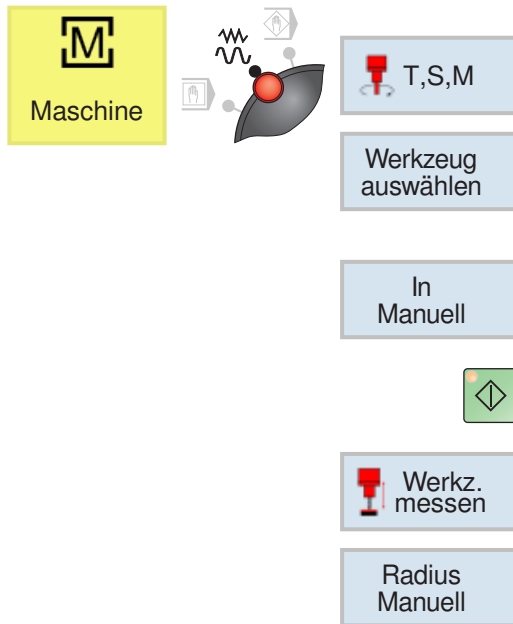 M
Maschine
T,S,M
Werkzeug
auswählen
In
Manuell
Werkz.
messen
Radius
Manuell